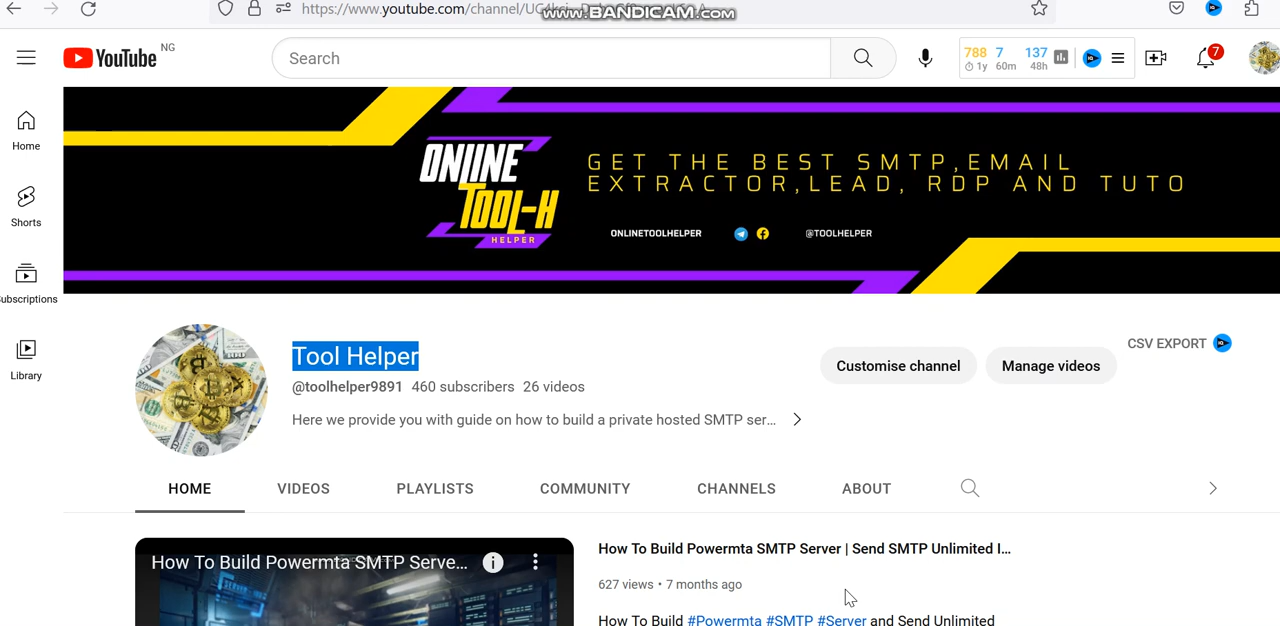 https://www.youtube.com/channel/
www.BANDICAM.com
YouTube NG
Search
788 7 137
1y 60m 48h
7
Home
Shorts
ubscriptions
Library
ONLINE
TOOL-H
HELPER
GET THE BEST SMTP,EMAIL
EXTRACTOR,LEAD, RDP AND TUTO
ONLINETOOLHELPER
@TOOLHELPER
Tool Helper
@toolhelper9891 460 subscribers 26 videos
Here we provide you with guide on how to build a private hosted SMTP ser...
Customise channel
Manage videos
CSV EXPORT
HOME VIDEOS PLAYLISTS COMMUNITY CHANNELS ABOUT
How To Build Powermta SMTP Serve...
How To Build Powermta SMTP Server | Send SMTP Unlimited I...
627 views • 7 months ago
How To Build #Powermta #SMTP #Server and Send Unlimited